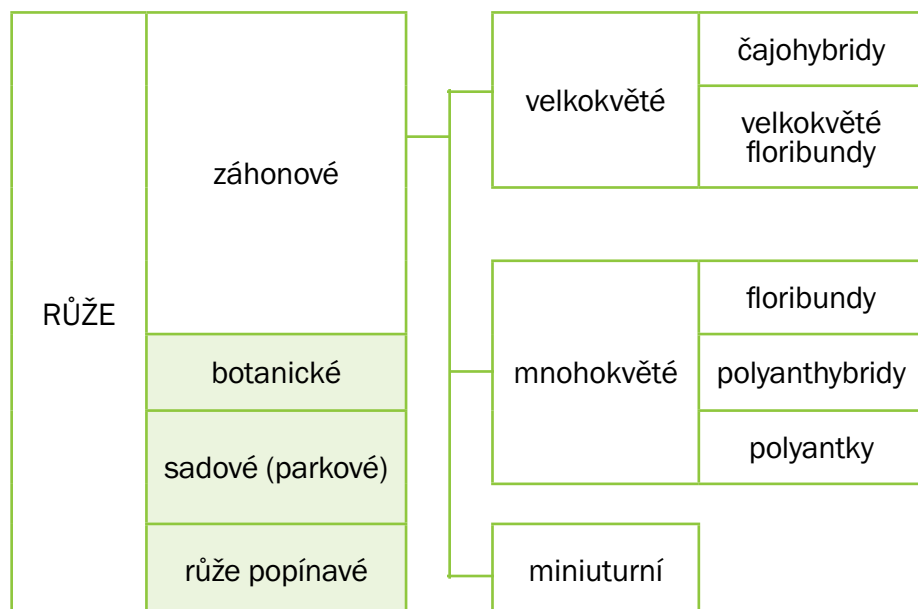 RŮŽE
záhonové
botanické
sadové (parkové)
růže popínavé
velkokvěté
čajohybridy
velkokvěté
floribundy
mnohokvěté
floribundy
polyanthybridy
polyantky
miniuturní